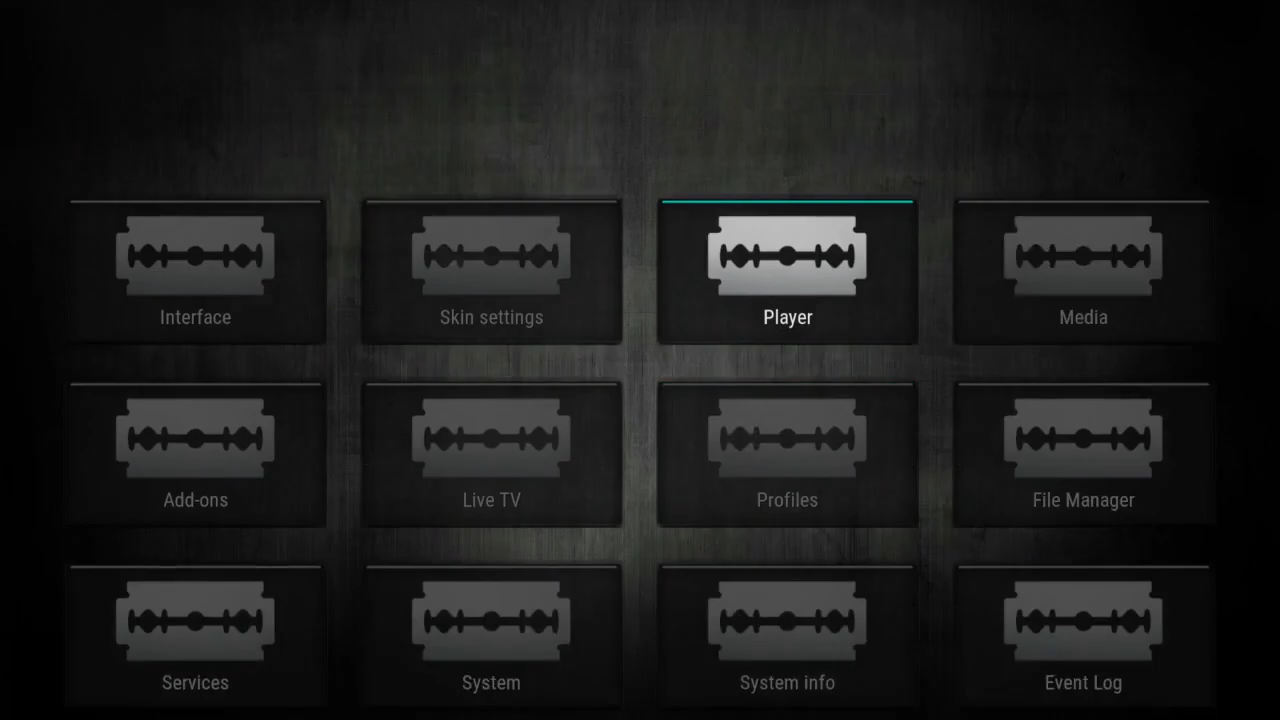 Interface
Skin settings
Player
Media
Add-ons
Live TV
Profiles
File Manager
Services
System
System info
Event Log